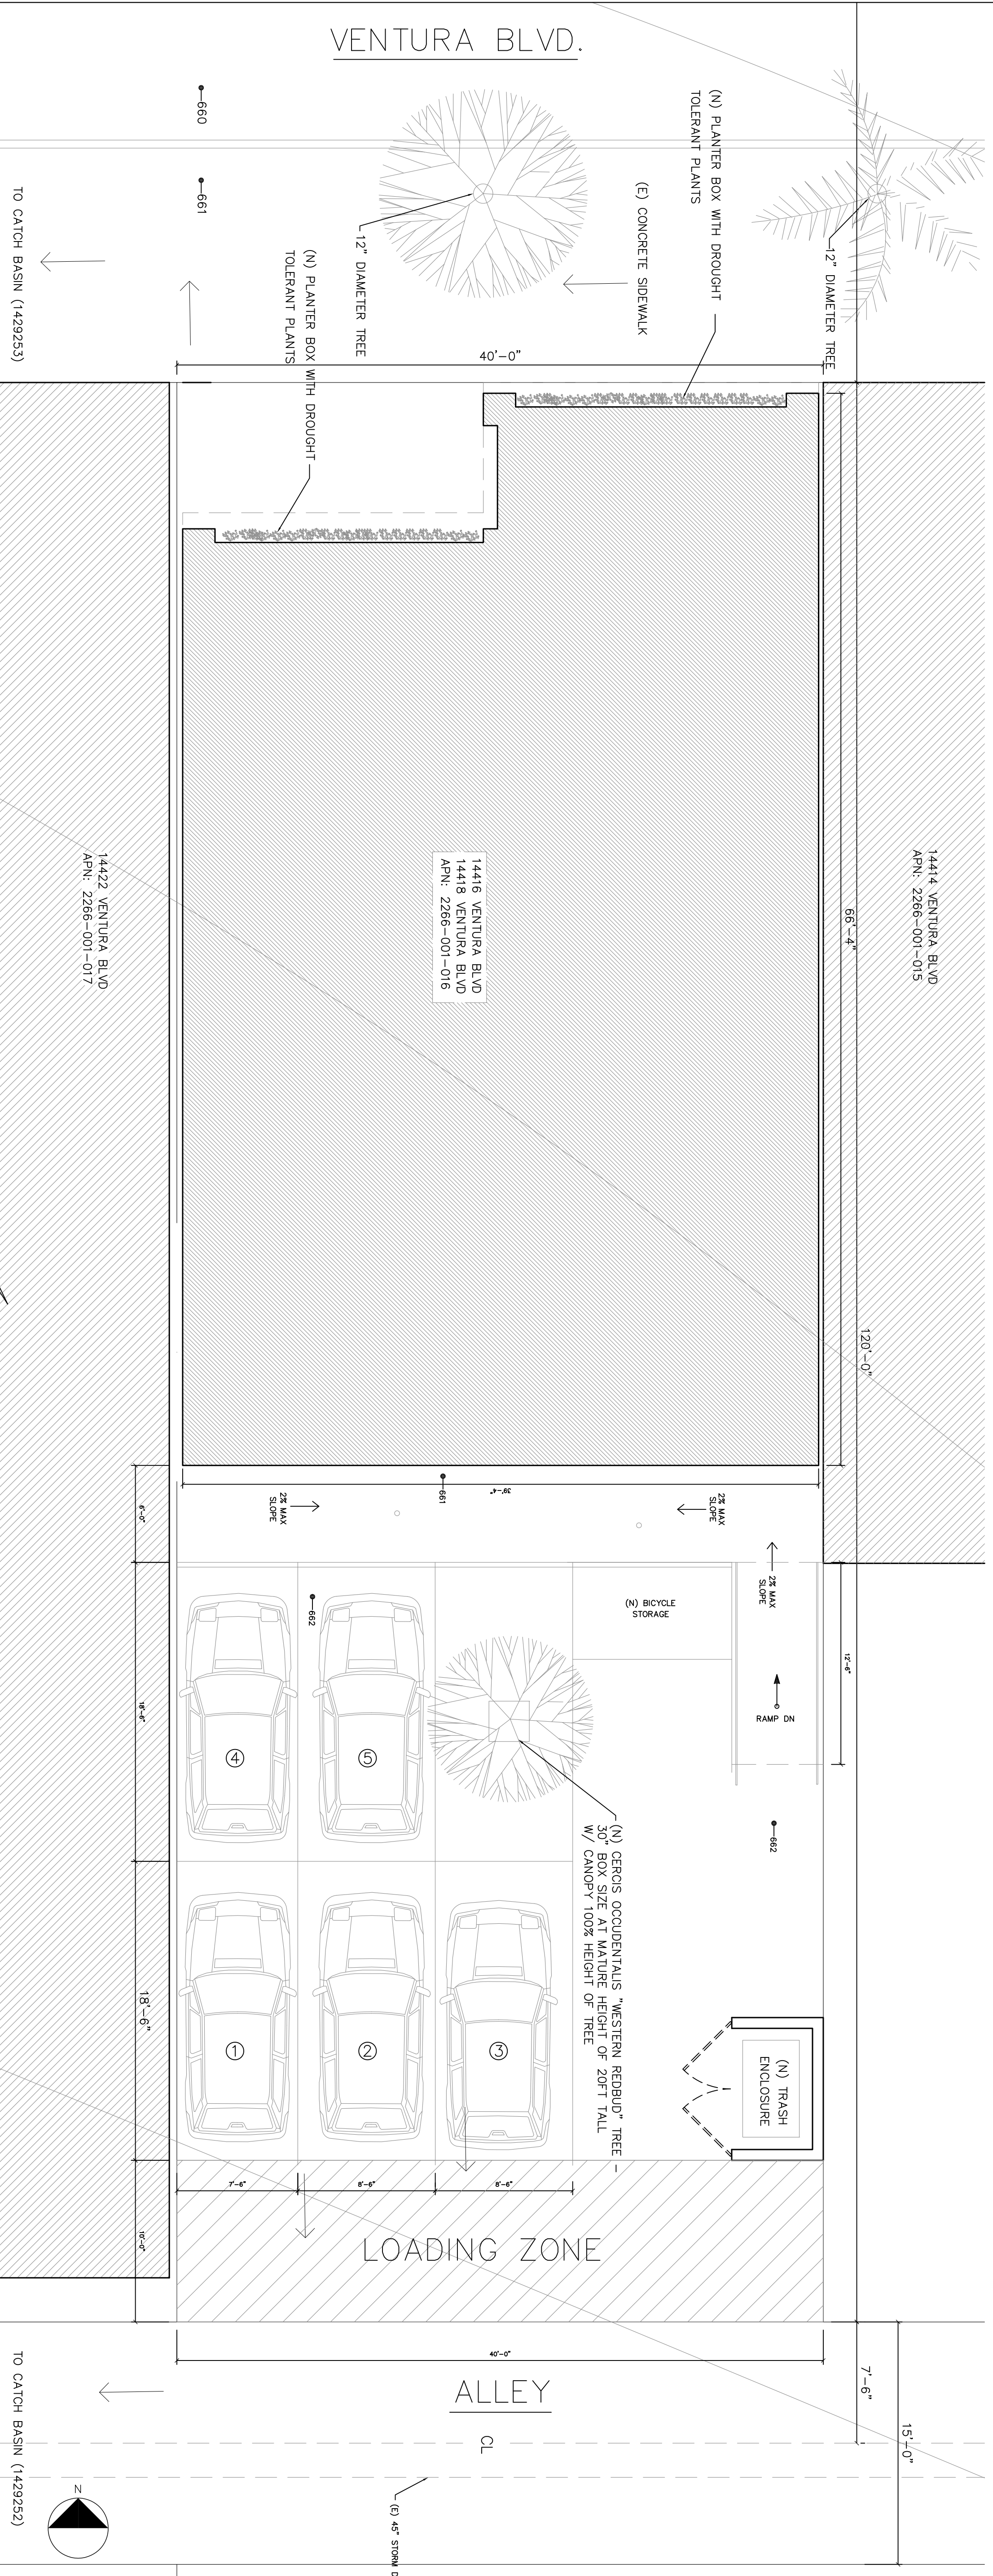 VENTURA BLVD.
660
661
TO CATCH BASIN (1429253)
12" DIAMETER TREE
(N) PLANTER BOX WITH DROUGHT
TOLERANT PLANTS
(E) CONCRETE SIDEWALK
(N) PLANTER BOX WITH DROUGHT
TOLERANT PLANTS
12" DIAMETER TREE
40'-0"
14414 VENTURA BLVD
APN: 2266-001-015
66'-4"
14416 VENTURA BLVD
14418 VENTURA BLVD
APN: 2266-001-016
14422 VENTURA BLVD
APN: 2266-001-017
120'-0"
39'-4"
661
2% MAX
SLOPE
2% MAX
SLOPE
2% MAX
SLOPE
6'-0"
(N) BICYCLE
STORAGE
662
12'-6"
RAMP DN
18'-6"
4
5
662
(N) CERCIS OCCUDENTALIS "WESTERN REDBUD" TREE
30" BOX SIZE AT MATURE HEIGHT OF 20FT TALL
W/ CANOPY 100% HEIGHT OF TREE
18'-6"
1
2
3
(N) TRASH
ENCLOSURE
7'-6"
8'-6"
8'-6"
10'-0"
LOADING ZONE
40'-0"
ALLEY
CL
7'-6"
15'-0"
TO CATCH BASIN (1429252)
N
(E) 45" STORM D